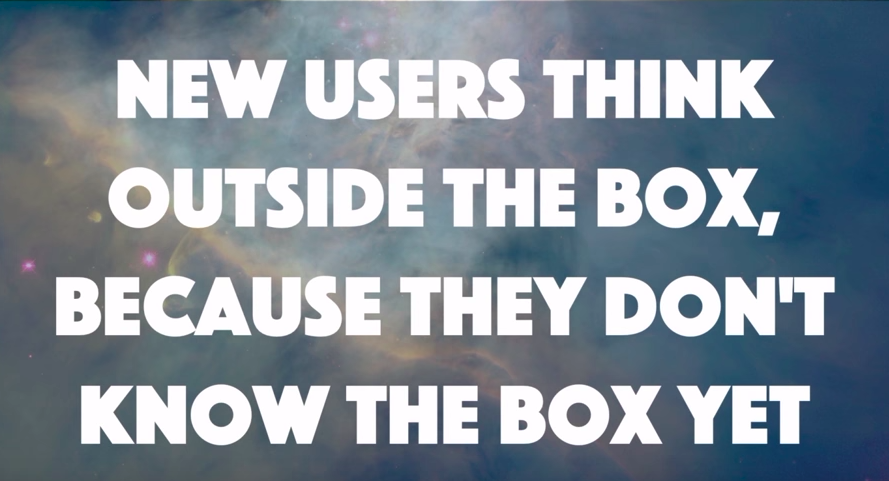 NEW USERS THINK
OUTSIDE THE BOX,
BECAUSE THEY DON'T
KNOW THE BOX YET